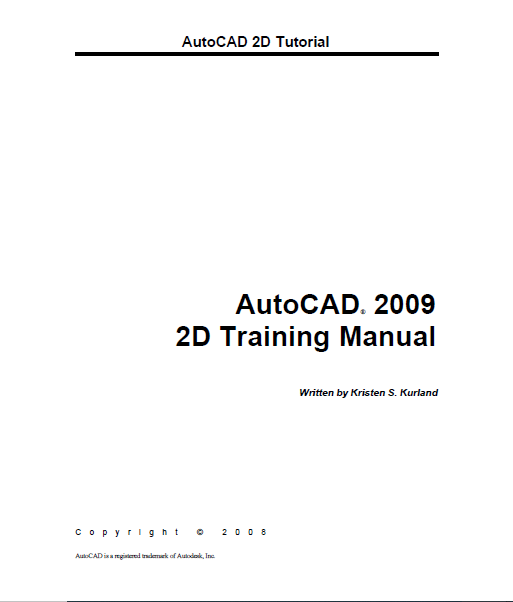 AutoCAD 2D Tutorial
AutoCAD® 2009
2D Training Manual
Written by Kristen S. Kurland
Copyright © 2008
AutoCAD is a registered trademark of Autodesk, Inc.